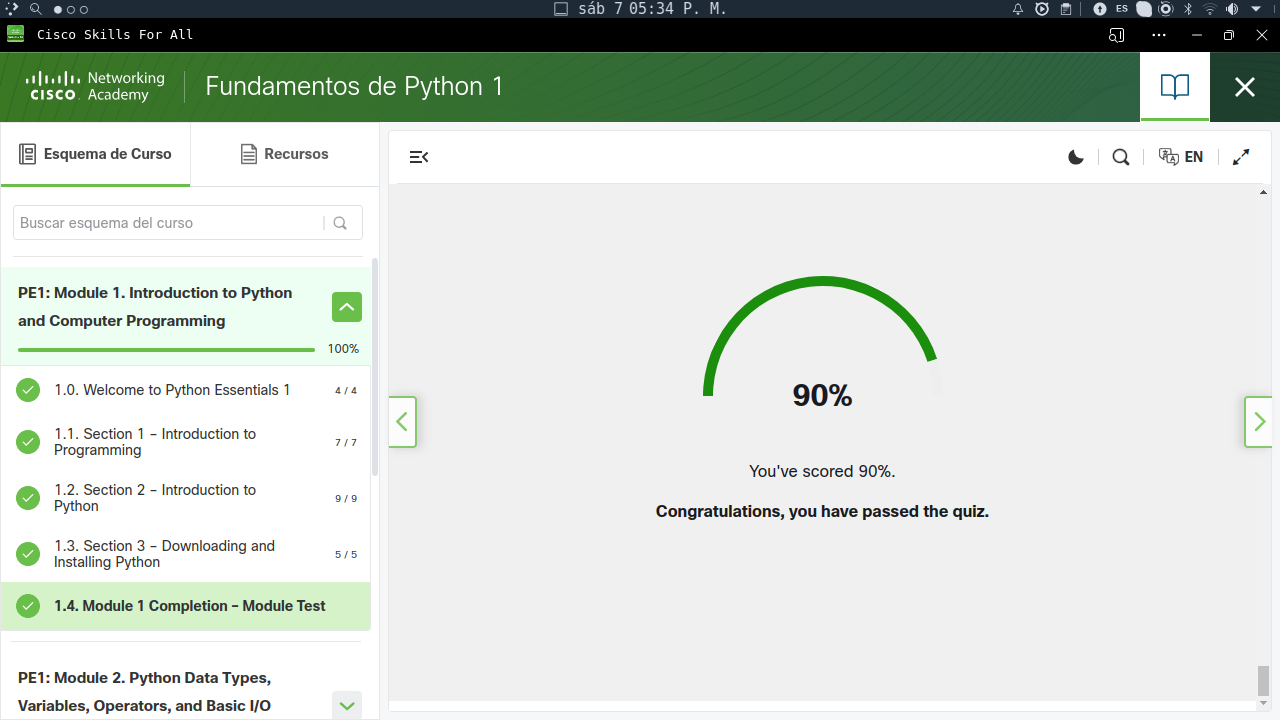 sáb 7 05:34 P. M.
ES
Cisco Skills For All
CISCO Networking Academy
Fundamentos de Python 1
Esquema de Curso
Recursos
EN
Buscar esquema del curso
PE1: Module 1. Introduction to Python
and Computer Programming
100%
1.0. Welcome to Python Essentials 1
4 / 4
1.1. Section 1 – Introduction to
Programming
7 / 7
1.2. Section 2 – Introduction to
Python
9 / 9
1.3. Section 3 – Downloading and
Installing Python
5 / 5
1.4. Module 1 Completion – Module Test
PE1: Module 2. Python Data Types,
Variables, Operators, and Basic I/O
90%
You've scored 90%.
Congratulations, you have passed the quiz.